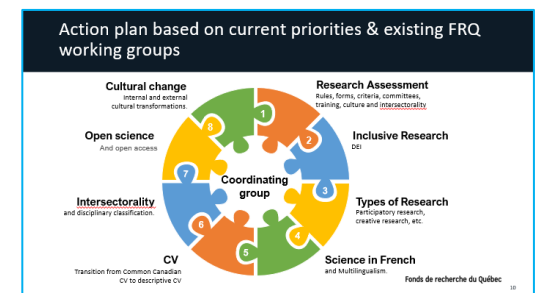 Action plan based on current priorities & existing FRQ
working groups
Cultural change
Internal and external
cultural transformations.
Research Assessment
Rules, forms, criteria, committees,
training, culture and intersectorality
Open science
And open access
Inclusive Research
DEI
Coordinating
group
Intersectorality
and disciplinary classification.
Types of Research
Participatory research,
creative research, etc.
CV
Transition from Common Canadian
CV to descriptive CV
Science in French
and Multilingualism.
1
2
3
4
5
6
7
8
Fonds de recherche du Québec
10